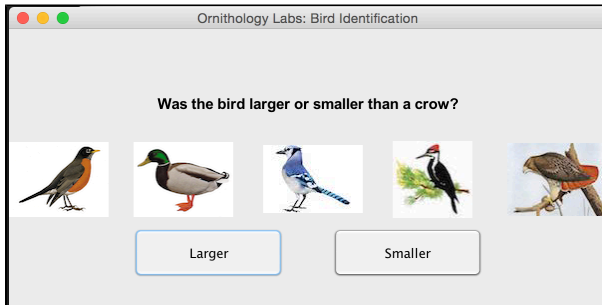 Ornithology Labs: Bird Identification
Was the bird larger or smaller than a crow?
Larger
Smaller